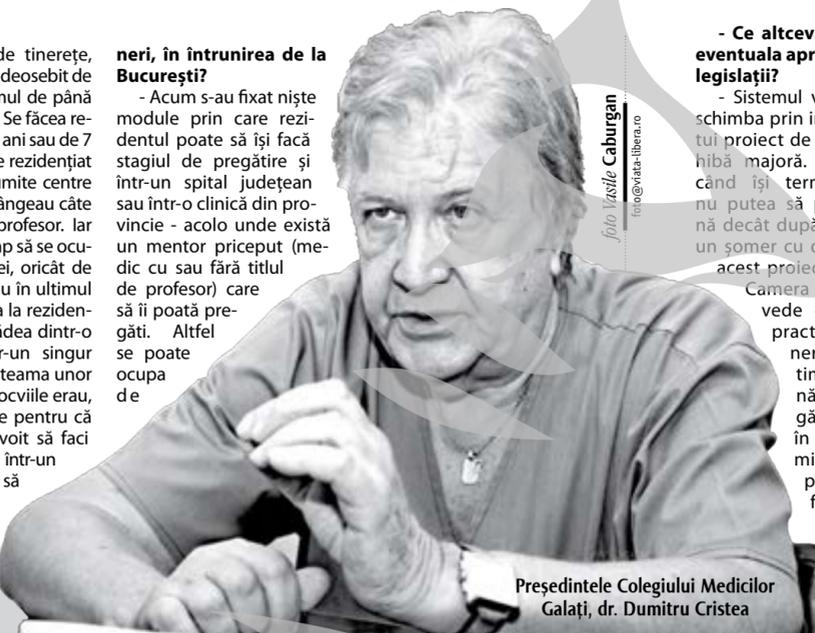 de tinerețe,
deosebit de
mul de până
Se făcea re-
ani sau de 7
e rezidențiat
umite centre
ângeau câte
profesor. Iar
mp să se ocu-
ei, oricât de
u în ultimul
a la reziden-
ădea dintr-o
r-un singur
teama unor
ocviile erau,
e pentru că
voit să faci
într-un
să
neri, în întrunirea de la
București?
- Acum s-au fixat niște
module prin care rezi-
dentul poate să își facă
stagiul de pregătire și
într-un spital județean
sau într-o clinică din pro-
vincie - acolo unde există
un mentor priceput (me-
dic cu sau fără titlul
de profesor) care
să îi poată pre-
găti. Altfel
se poate
ocupa
de
foto Vasile Caburgan
foto@viata-libera.ro
- Ce altcev
eventuala apr
legislații?
- Sistemul v
schimba prin i
tui proiect de
hibă majoră.
când își ter
nu putea să p
nă decât după
un șomer cu
acest proie
Camera
vede
pract
ner
tim
nă
gă
în
mi
p
f
Președintele Colegiului Medicilor
Galați, dr. Dumitru Cristea